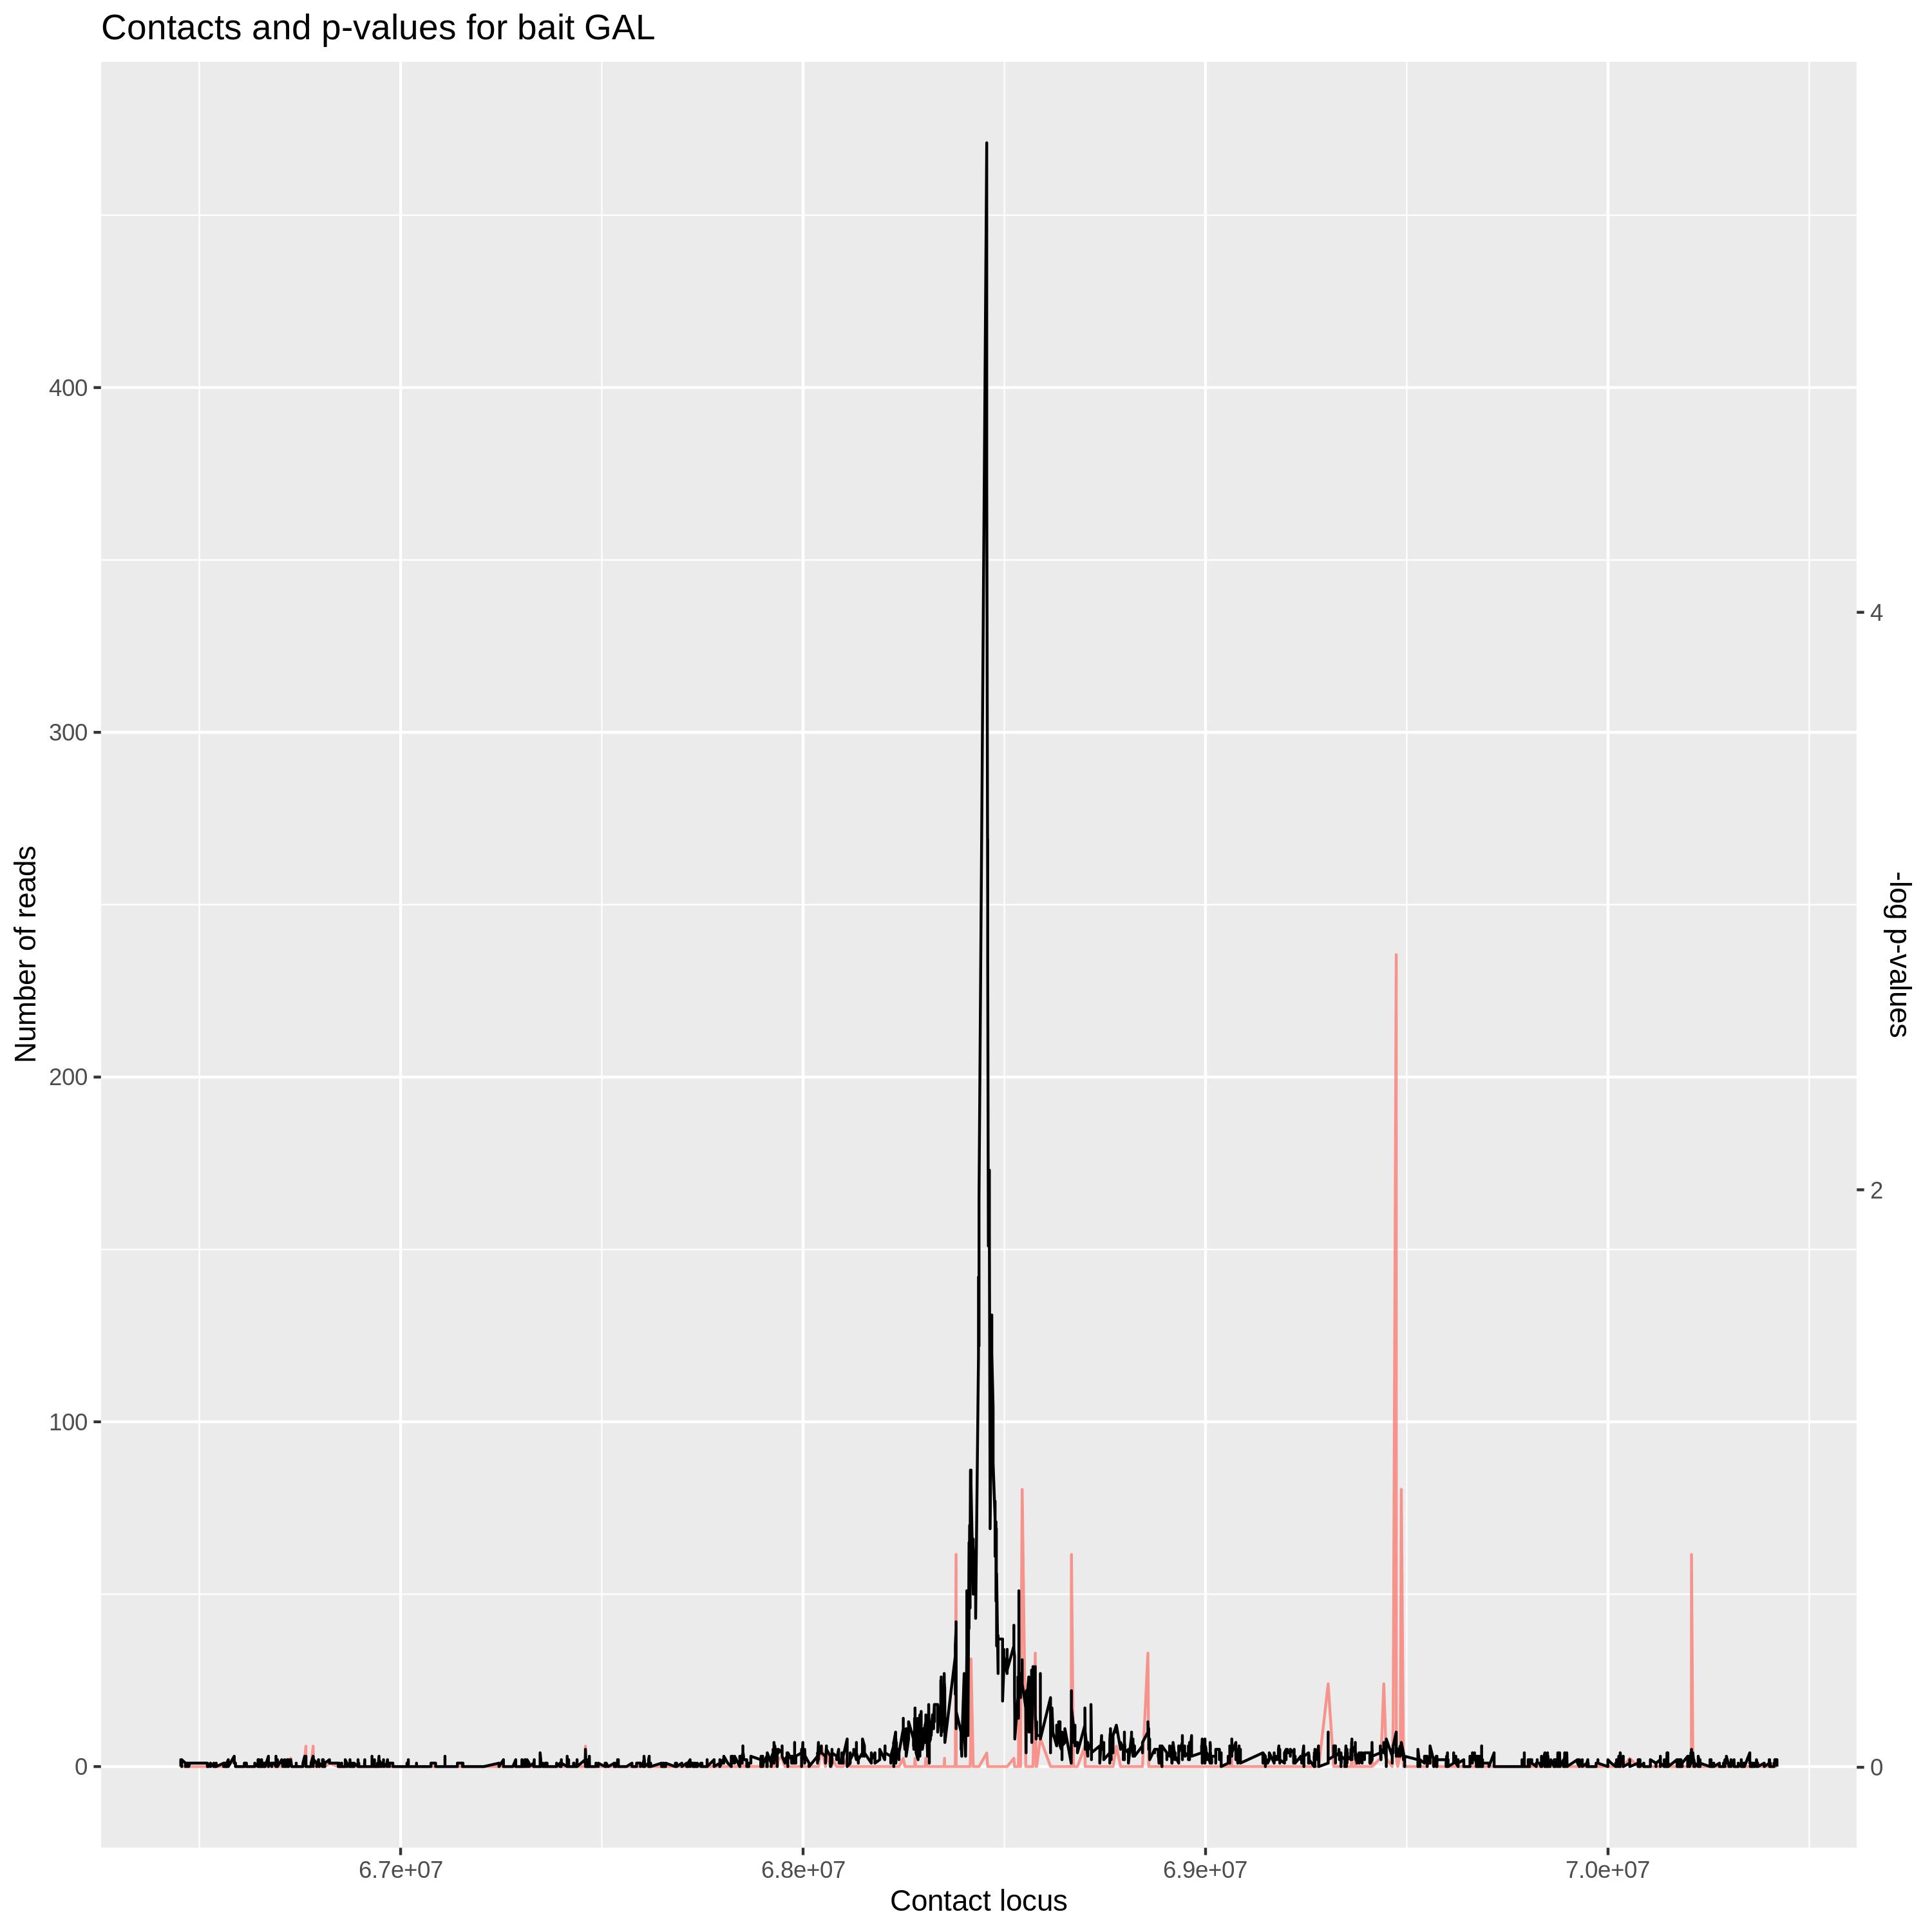 Contacts and p-values for bait GAL
400
300
200
100
0
Number of reads
4
2
0
-log p-values
6.7e+07
6.8e+07
6.9e+07
7.0e+07
Contact locus